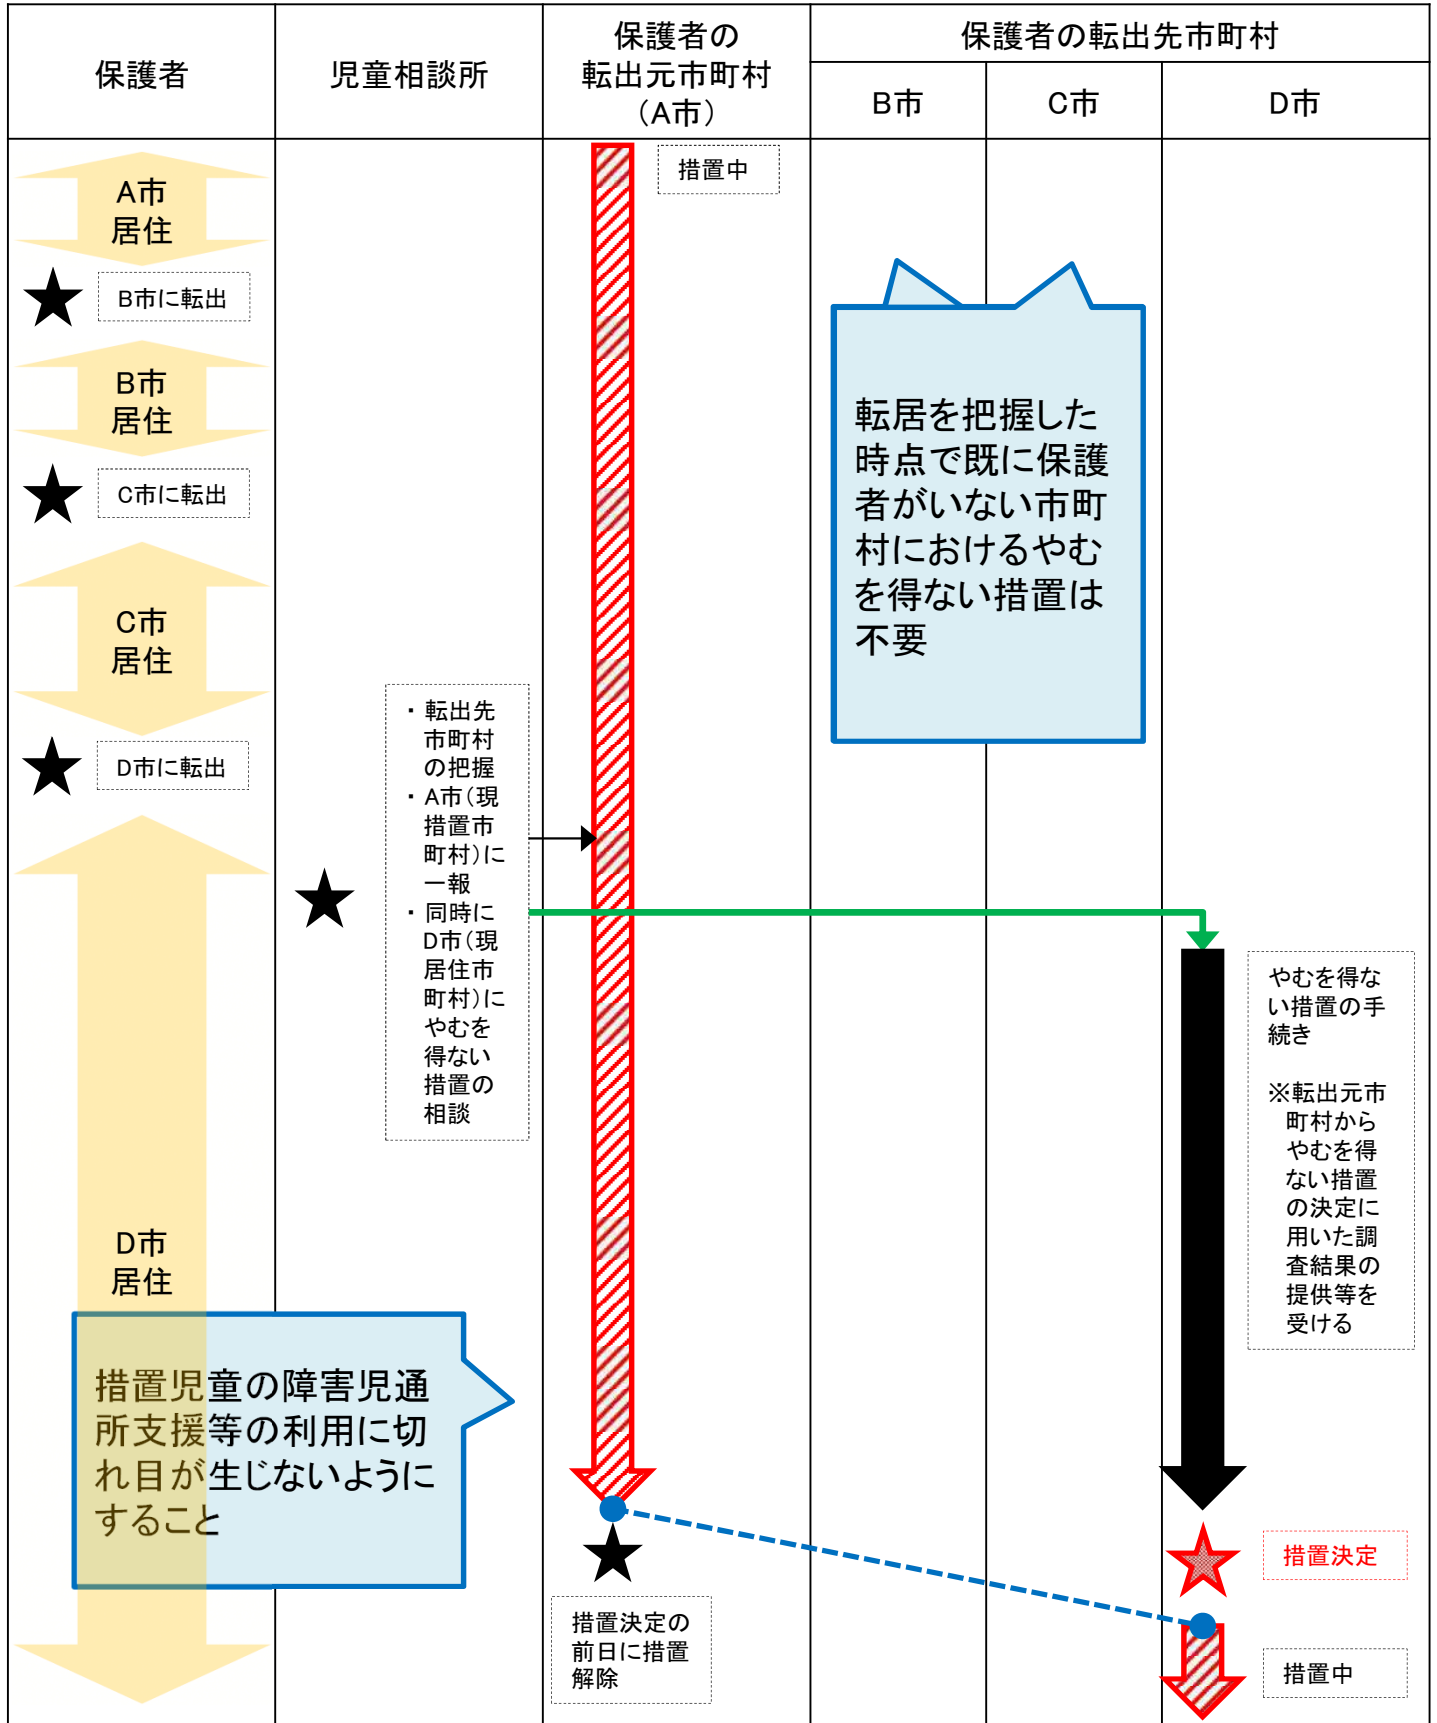 保護者
児童相談所
保護者の
転出元市町村
（A市）
保護者の転出先市町村
B市
C市
D市
A市
居住
措置中
B市に転出
B市
居住
C市に転出
転居を把握した
時点で既に保護
者がいない市町
村におけるやむ
を得ない措置は
不要
C市
居住
D市に転出
・転出先
市町村
の把握
・A市（現
措置市
町村）に
一報
・同時に
D市（現
居住市
町村）に
やむを
得ない
措置の
相談
やむを得な
い措置の手
続き
※転出元市
町村から
やむを得
ない措置
の決定に
用いた調
査結果の
提供等を
受ける
D市
居住
措置児童の障害児通
所支援等の利用に切
れ目が生じないように
すること
措置決定
措置決定の
前日に措置
解除
措置中